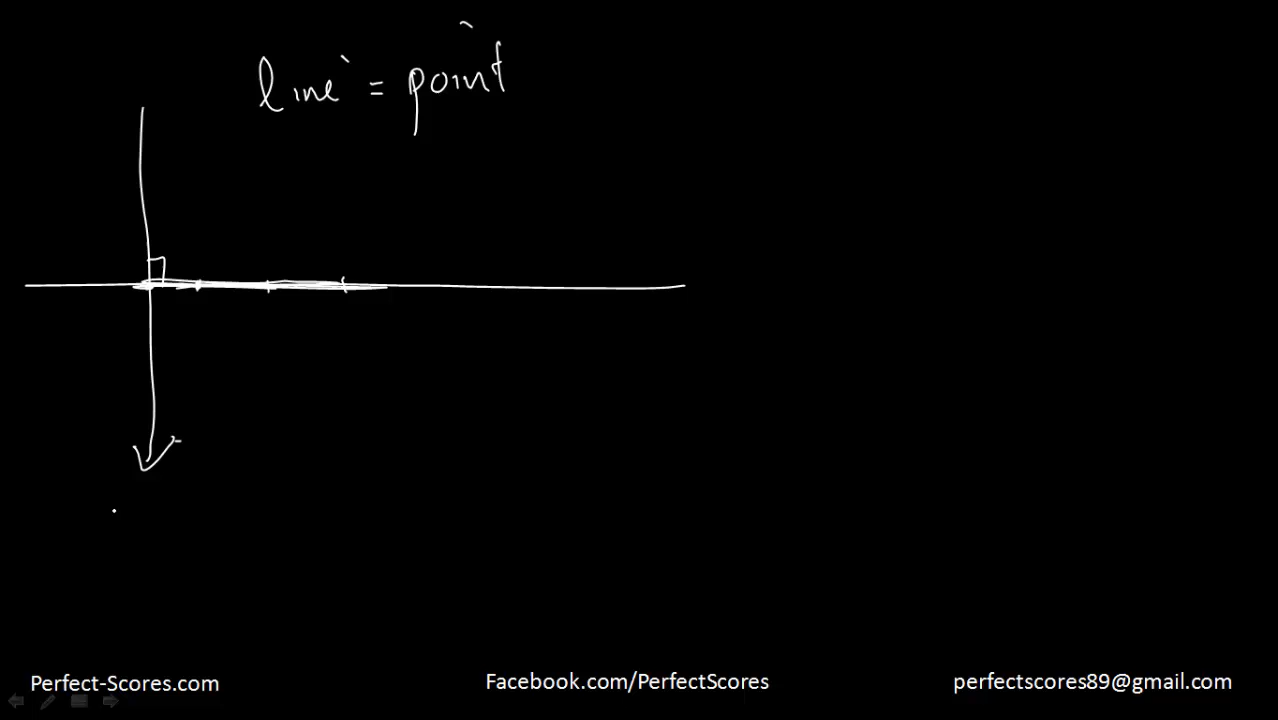 line = point
Perfect-Scores.com
Facebook.com/PerfectScores
perfectscores89@gmail.com